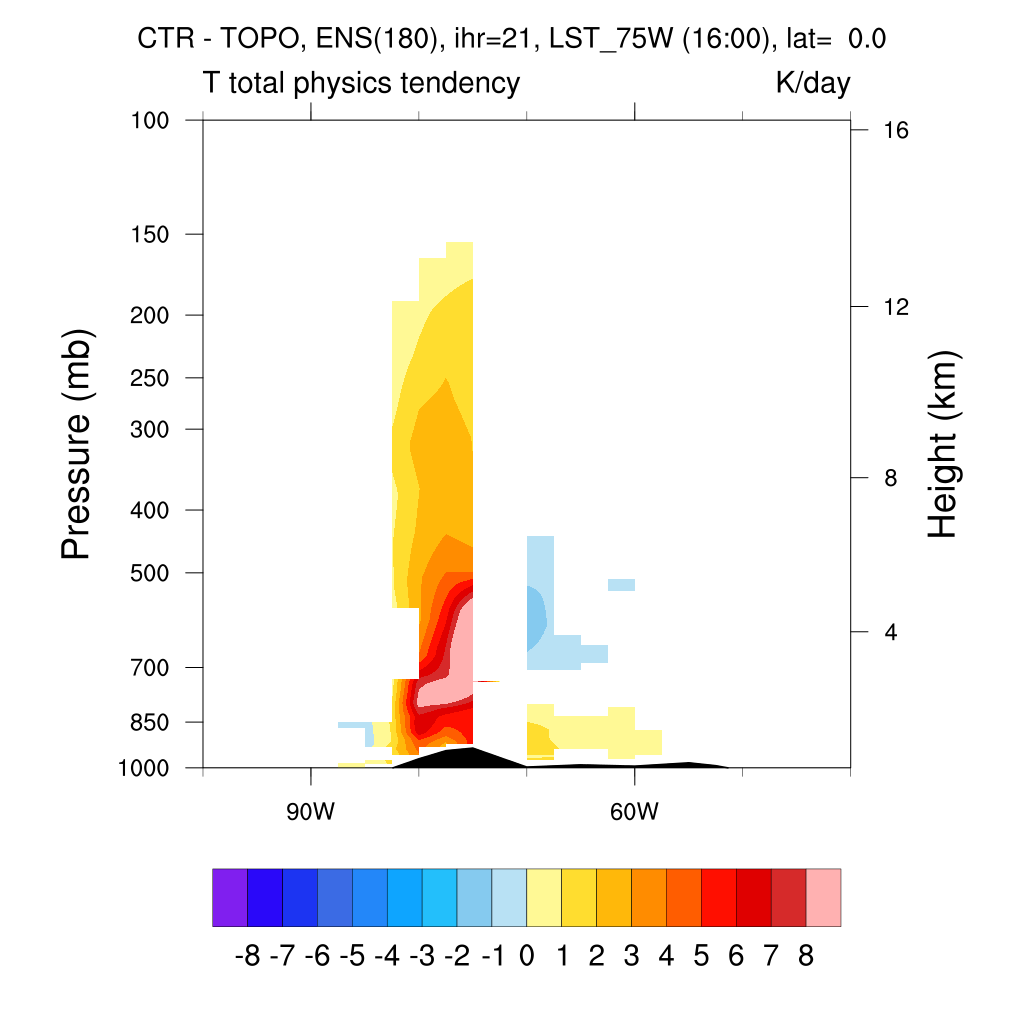 CTR - TOPO, ENS(180), ihr=21, LST_75W (16:00), lat=  0.0
T total physics tendency K/day
100
150
200
250
300
400
500
700
850
1000
Pressure (mb)
16
12
8
4
Height (km)
90W 60W
-8 -7 -6 -5 -4 -3 -2 -1 0 1 2 3 4 5 6 7 8